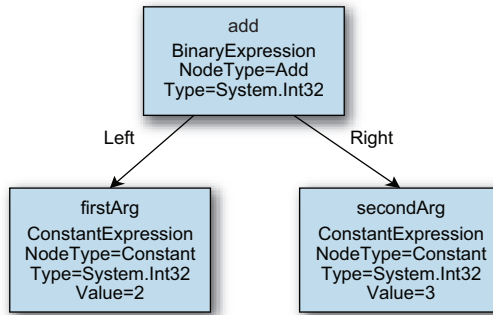 add
BinaryExpression
NodeType=Add
Type=System.Int32
Left
Right
firstArg
ConstantExpression
NodeType=Constant
Type=System.Int32
Value=2
secondArg
ConstantExpression
NodeType=Constant
Type=System.Int32
Value=3